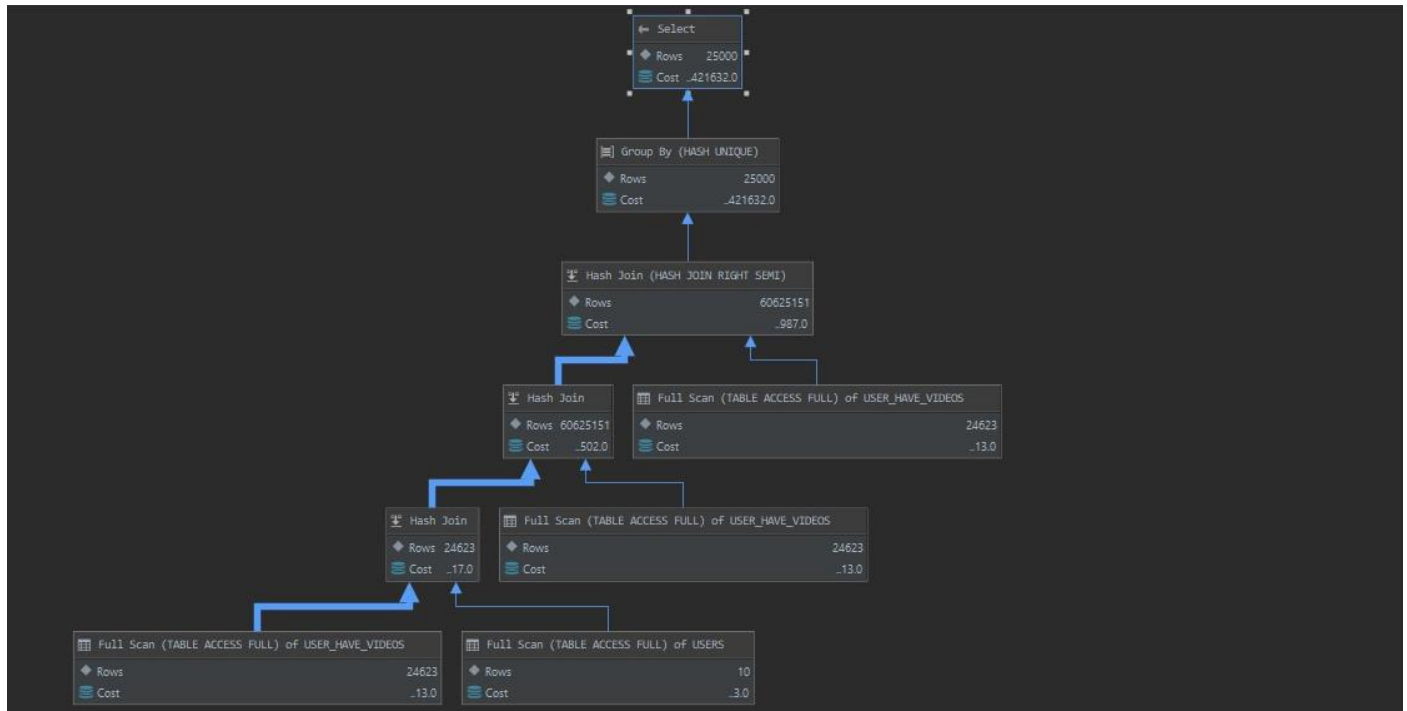 Select
Rows 25000
Cost ..421632.0
Group By (HASH UNIQUE)
Rows 25000
Cost ..421632.0
Hash Join (HASH JOIN RIGHT SEMI)
Rows 60625151
Cost ..987.0
Hash Join
Rows 60625151
Cost ..502.0
Full Scan (TABLE ACCESS FULL) of USER_HAVE_VIDEOS
Rows 24623
Cost ..13.0
Hash Join
Rows 24623
Cost ..17.0
Full Scan (TABLE ACCESS FULL) of USER_HAVE_VIDEOS
Rows 24623
Cost ..13.0
Full Scan (TABLE ACCESS FULL) of USER_HAVE_VIDEOS
Rows 24623
Cost ..13.0
Full Scan (TABLE ACCESS FULL) of USERS
Rows 10
Cost ..3.0